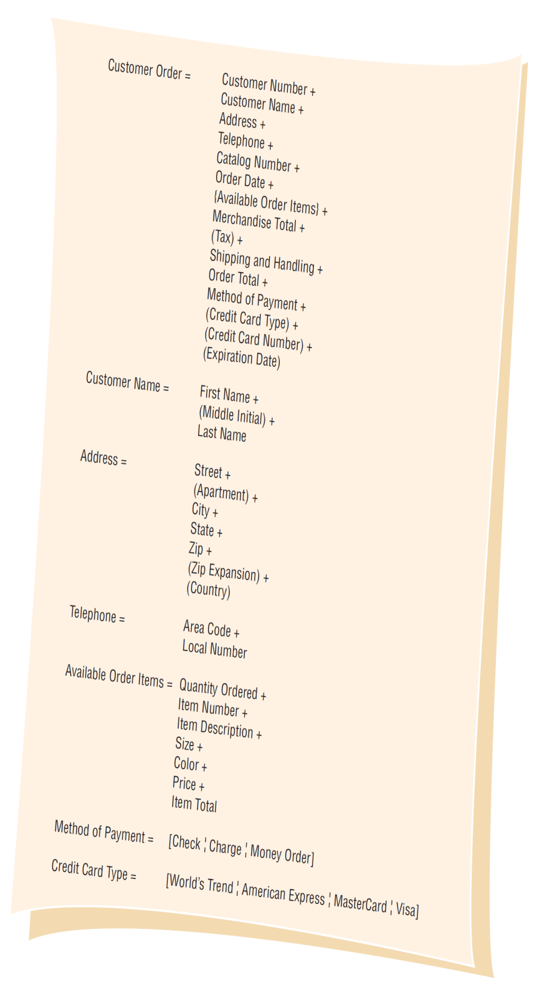 Customer Order = Customer Number +
Customer Name +
Address +
Telephone +
Catalog Number +
Order Date +
{Available Order Items} +
Merchandise Total +
(Tax) +
Shipping and Handling +
Order Total +
Method of Payment +
(Credit Card Type) +
(Credit Card Number) +
(Expiration Date)
Customer Name = First Name +
(Middle Initial) +
Last Name
Address = Street +
(Apartment) +
City +
State +
Zip +
(Zip Expansion) +
(Country)
Telephone = Area Code +
Local Number
Available Order Items = Quantity Ordered +
Item Number +
Item Description +
Size +
Color +
Price +
Item Total
Method of Payment = [Check ¦ Charge ¦ Money Order]
Credit Card Type = [World’s Trend ¦ American Express ¦ MasterCard ¦ Visa]